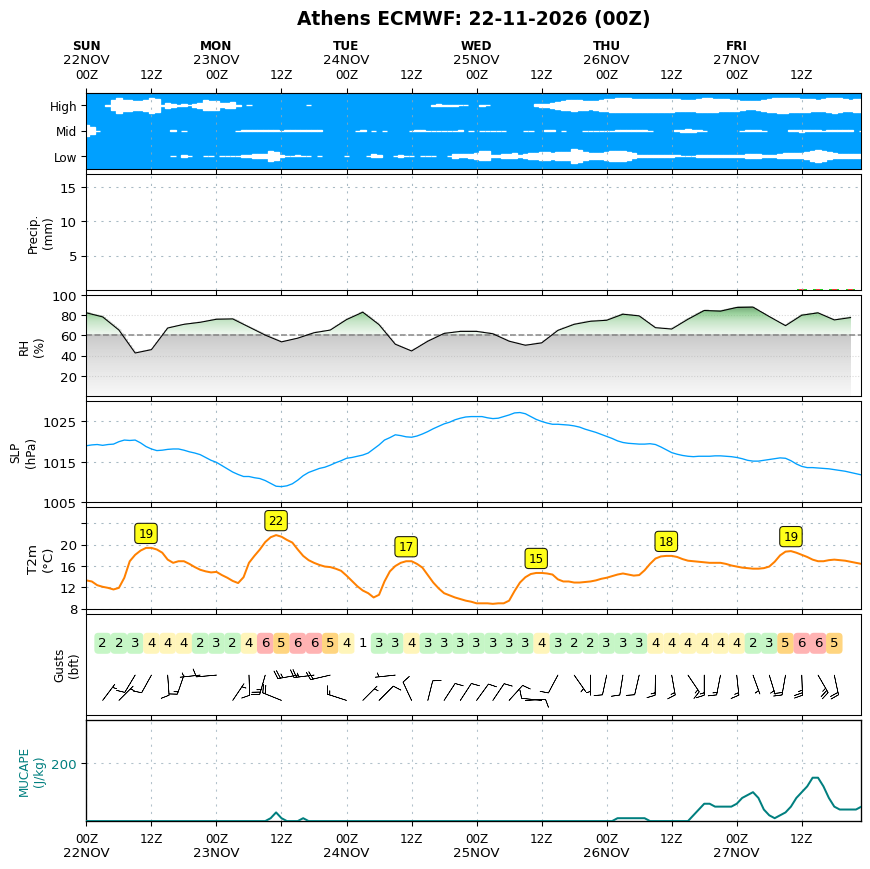 Athens ECMWF: 22-11-2026 (00Z)
SUN MON TUE WED THU FRI
22NOV 23NOV 24NOV 25NOV 26NOV 27NOV
00Z 12Z 00Z 12Z 00Z 12Z 00Z 12Z 00Z 12Z 00Z 12Z
High
Mid
Low
Precip.
(mm)
15
10
5
RH
(%)
100
80
60
40
20
SLP
(hPa)
1025
1015
1005
T2m
(°C)
20
16
12
8
19 22 17 15 18 19
Gusts
(bft)
2 2 3 4 4 4 2 3 2 4 6 5 6 6 5 4 1 3 3 4 3 3 3 3 3 3 3 4 3 2 2 3 3 3 4 4 4 4 4 4 2 3 5 6 6 5
MUCAPE
(J/kg)
200
00Z 12Z 00Z 12Z 00Z 12Z 00Z 12Z 00Z 12Z 00Z 12Z
22NOV 23NOV 24NOV 25NOV 26NOV 27NOV